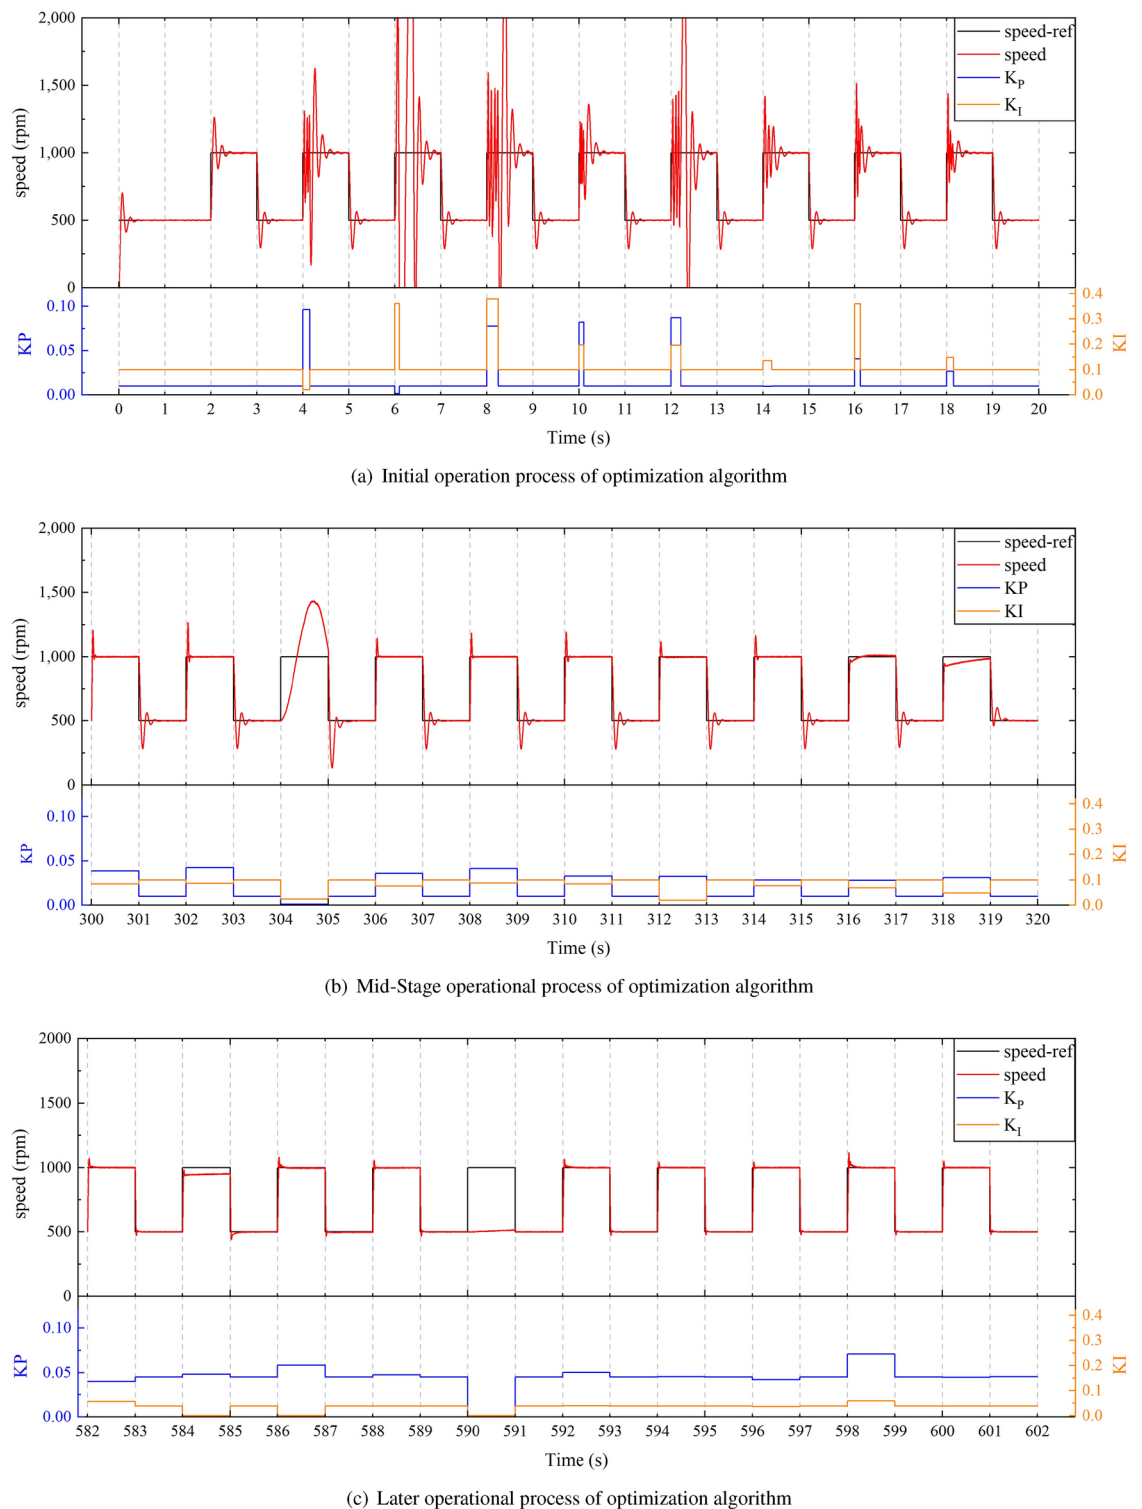 2,000
1,500
1,000
500
0
speed (rpm)
speed-ref
speed
K_P
K_I
0.10
0.05
0.00
KP
0.4
0.3
0.2
0.1
0.0
KI
0 1 2 3 4 5 6 7 8 9 10 11 12 13 14 15 16 17 18 19 20
Time (s)
(a) Initial operation process of optimization algorithm
2,000
1,500
1,000
500
0
speed (rpm)
speed-ref
speed
KP
KI
0.10
0.05
0.00
KP
0.4
0.3
0.2
0.1
0.0
KI
300 301 302 303 304 305 306 307 308 309 310 311 312 313 314 315 316 317 318 319 320
Time (s)
(b) Mid-Stage operational process of optimization algorithm
2000
1500
1000
500
0
speed (rpm)
speed-ref
speed
K_P
K_I
0.10
0.05
0.00
KP
0.4
0.3
0.2
0.1
0.0
KI
582 583 584 585 586 587 588 589 590 591 592 593 594 595 596 597 598 599 600 601 602
Time (s)
(c) Later operational process of optimization algorithm